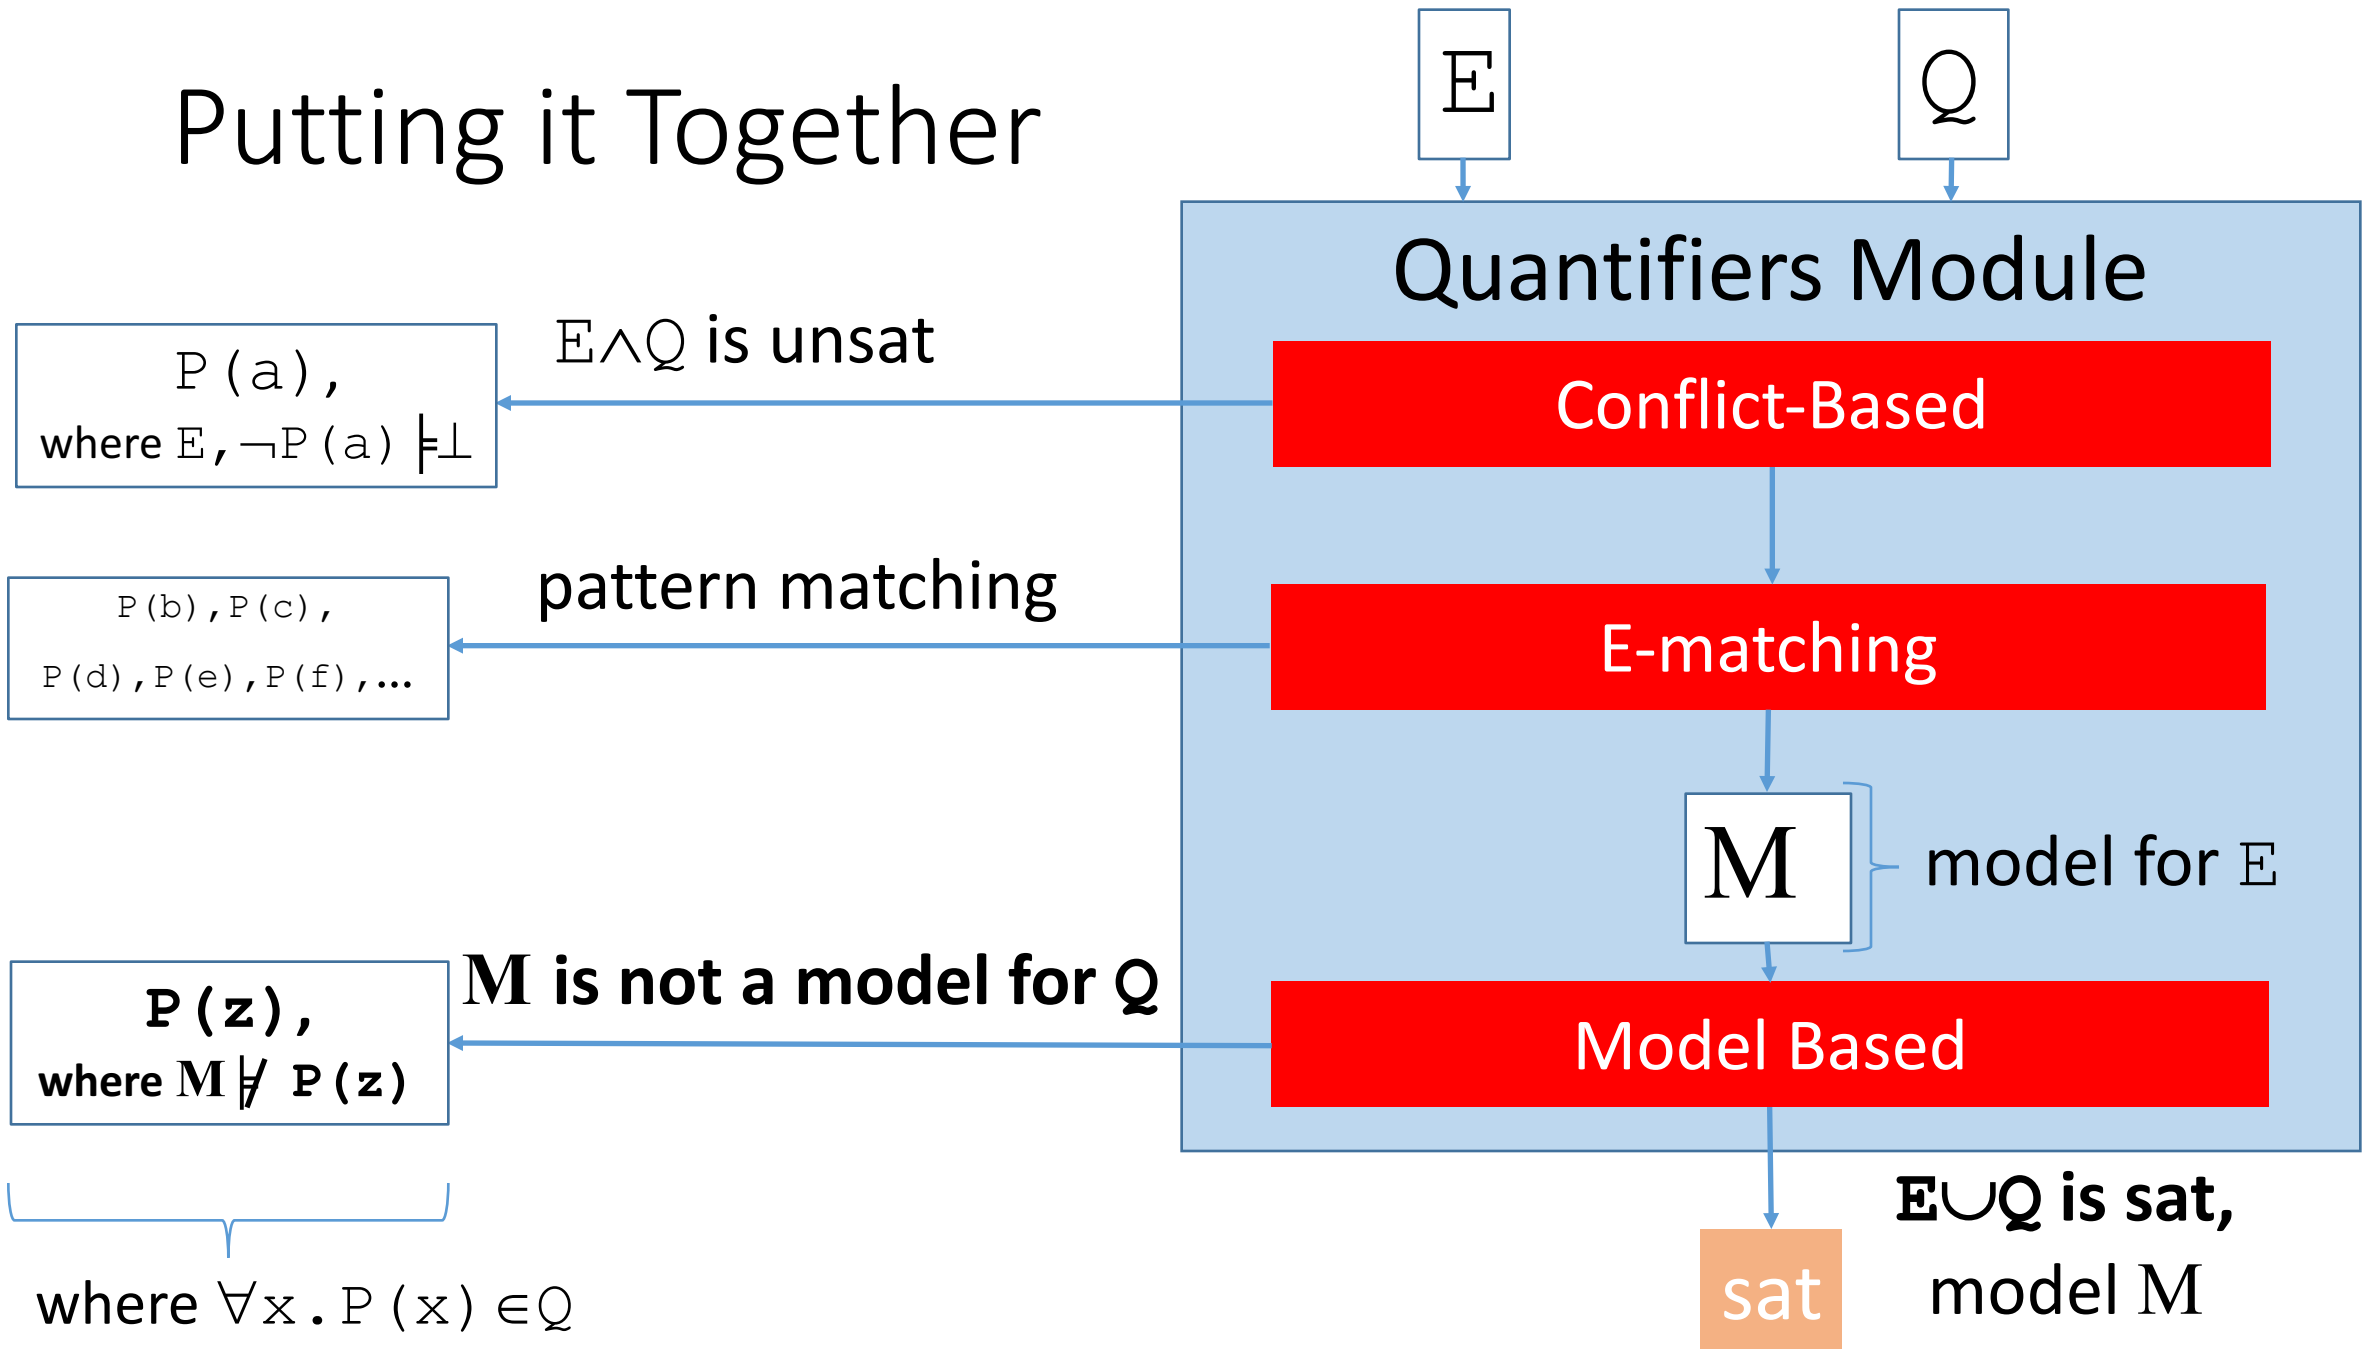 Putting it Together
E
Q
Quantifiers Module
E∧Q is unsat
Conflict-Based
P(a),
where E,¬P(a)⊨⊥
pattern matching
E-matching
P(b),P(c),
P(d),P(e),P(f),...
M
model for E
M is not a model for Q
Model Based
P(z),
where M⊭ P(z)
E∪Q is sat,
model M
sat
where ∀x.P(x)∈Q